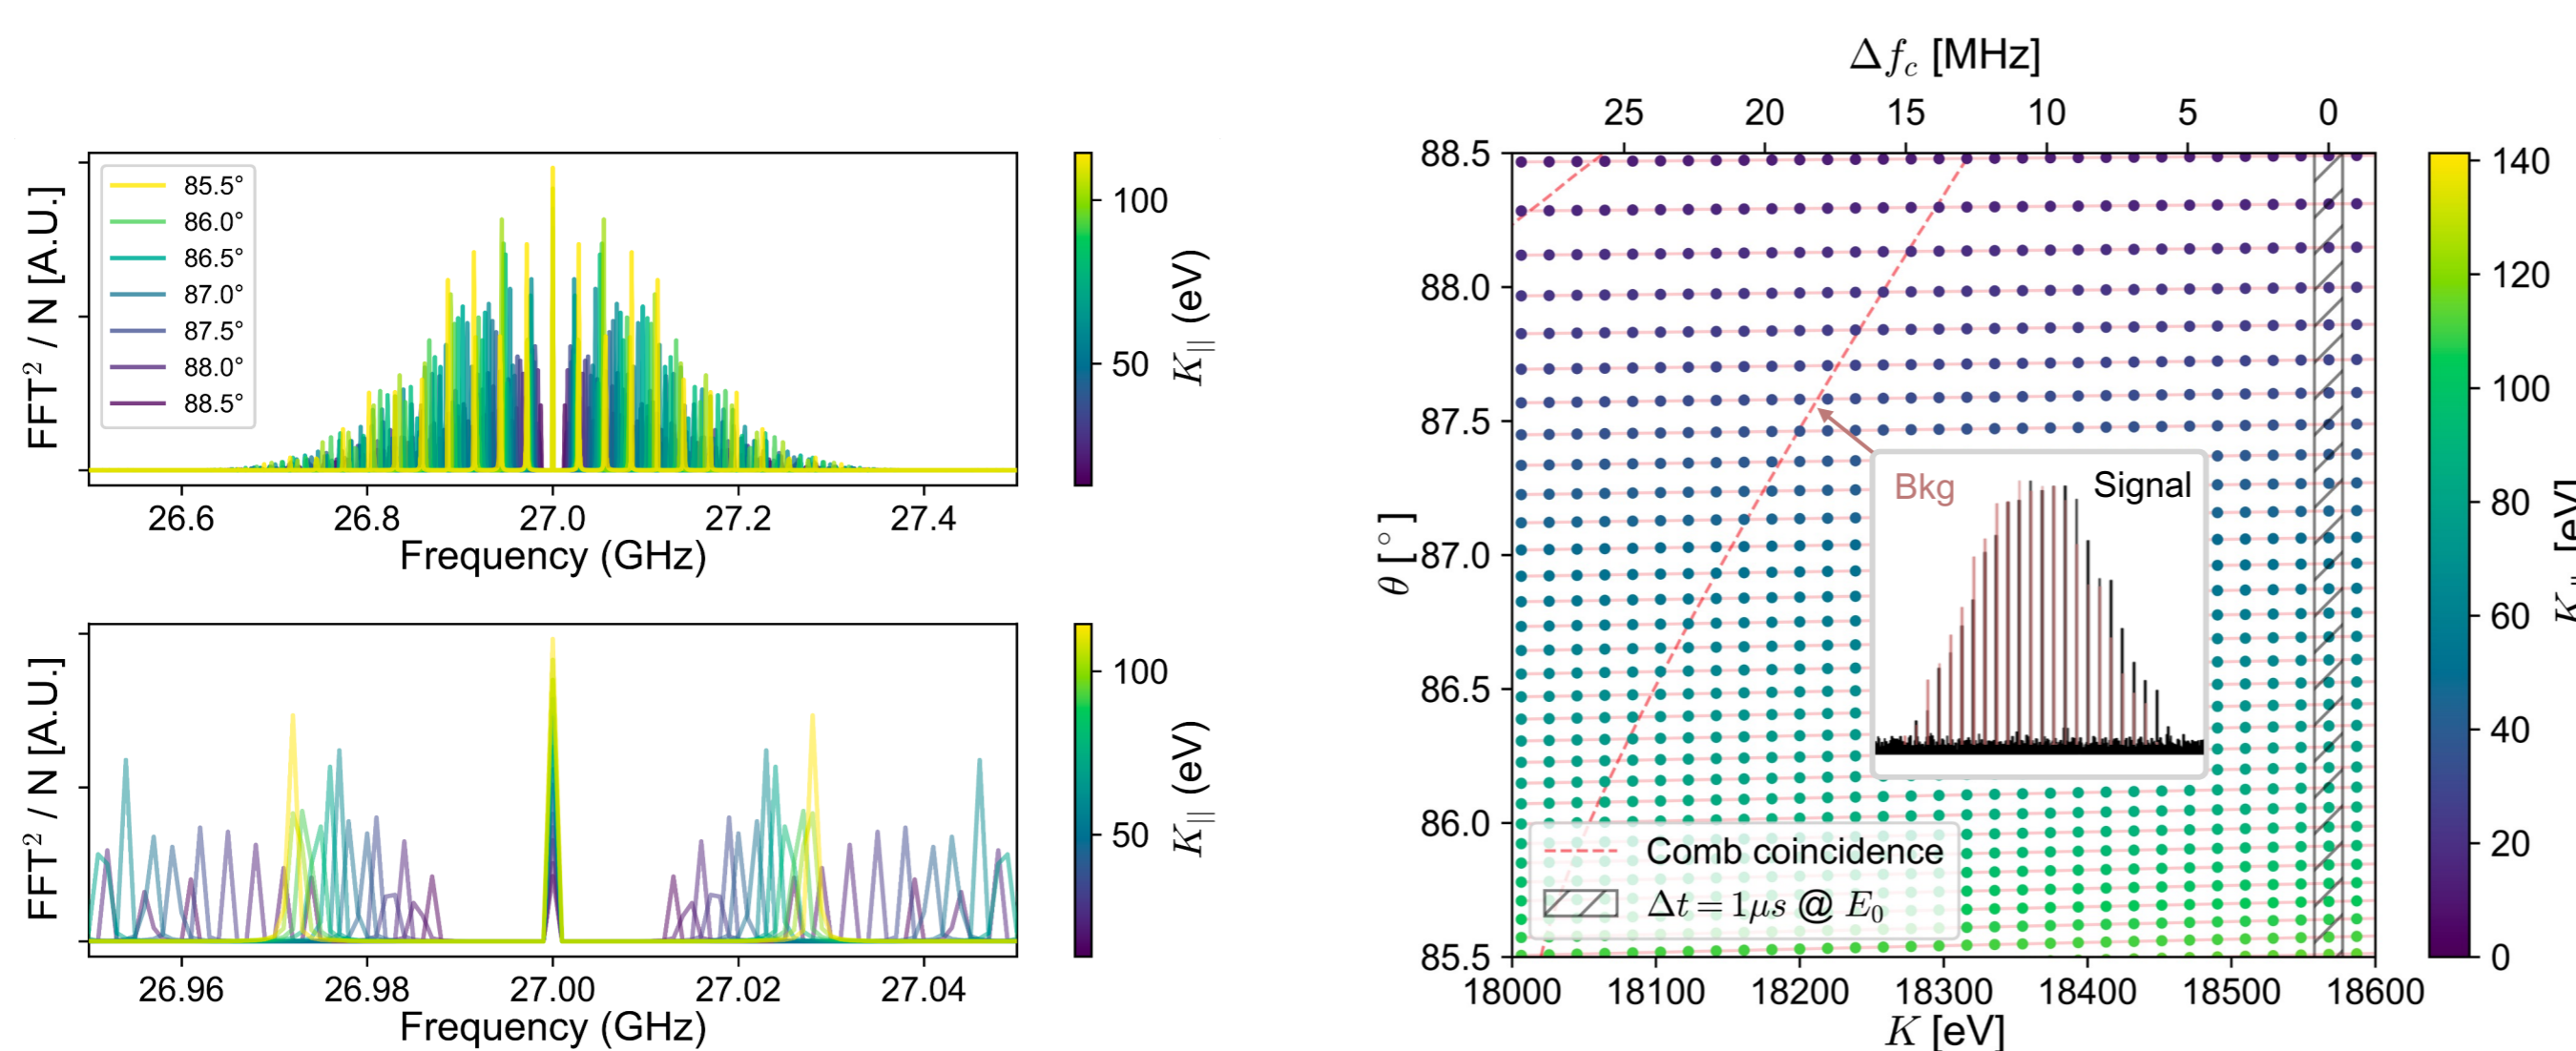 FFT² / N [A.U.]
85.5°
86.0°
86.5°
87.0°
87.5°
88.0°
88.5°
26.6 26.8 27.0 27.2 27.4
Frequency (GHz)
100
50
K|| (eV)
FFT² / N [A.U.]
26.96 26.98 27.00 27.02 27.04
Frequency (GHz)
100
50
K|| (eV)
Δf_c [MHz]
25 20 15 10 5 0
θ [°]
88.5
88.0
87.5
87.0
86.5
86.0
85.5
Bkg Signal
Comb coincidence
Δt = 1μs @ E₀
18000 18100 18200 18300 18400 18500 18600
K [eV]
140
120
100
80
60
40
20
0